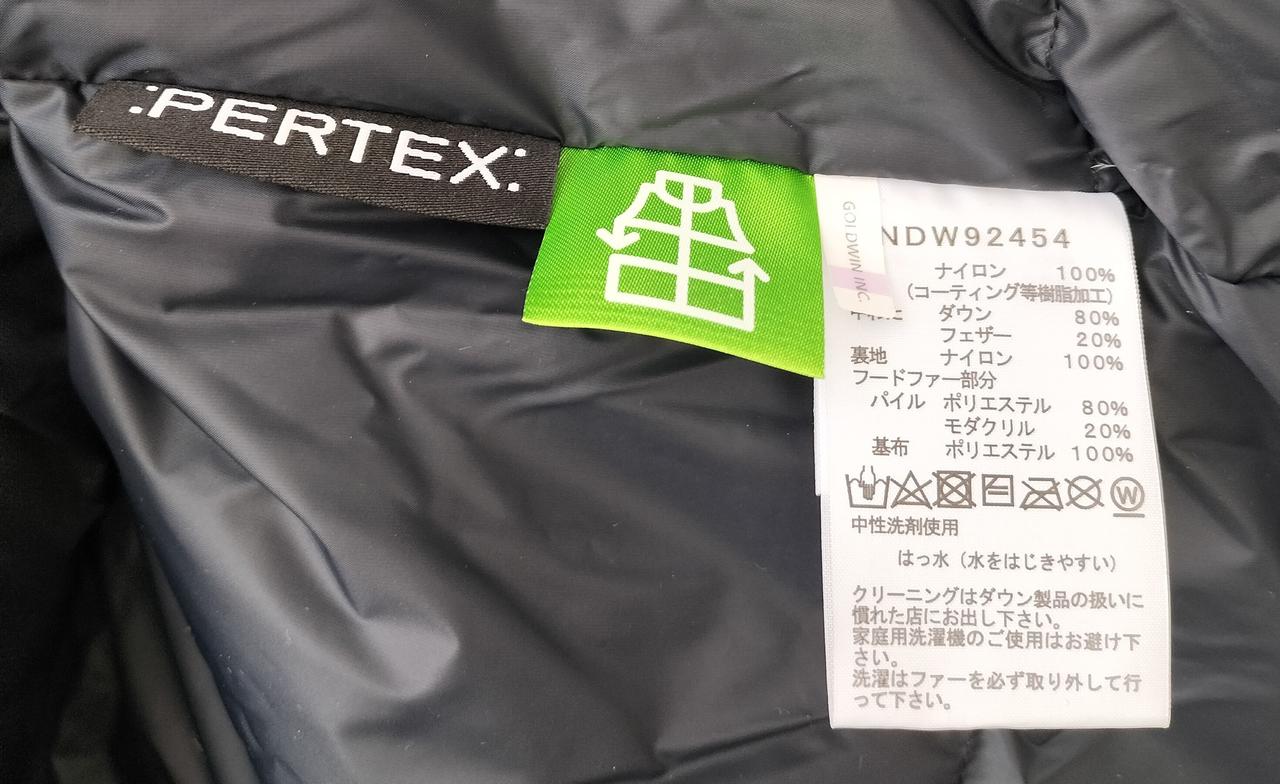 :PERTEX:
GOLDWIN INC
NDW92454
ナイロン 100%
(コーティング等樹脂加工)
ダウン 80%
フェザー 20%
裏地 ナイロン 100%
フードファー部分
パイル ポリエステル 80%
モダクリル 20%
基布 ポリエステル 100%
W
中性洗剤使用
はっ水(水をはじきやすい)
クリーニングはダウン製品の扱いに
慣れた店にお出し下さい。
家庭用洗濯機のご使用はお避け下
さい。
洗濯はファーを必ず取り外して行
って下さい。